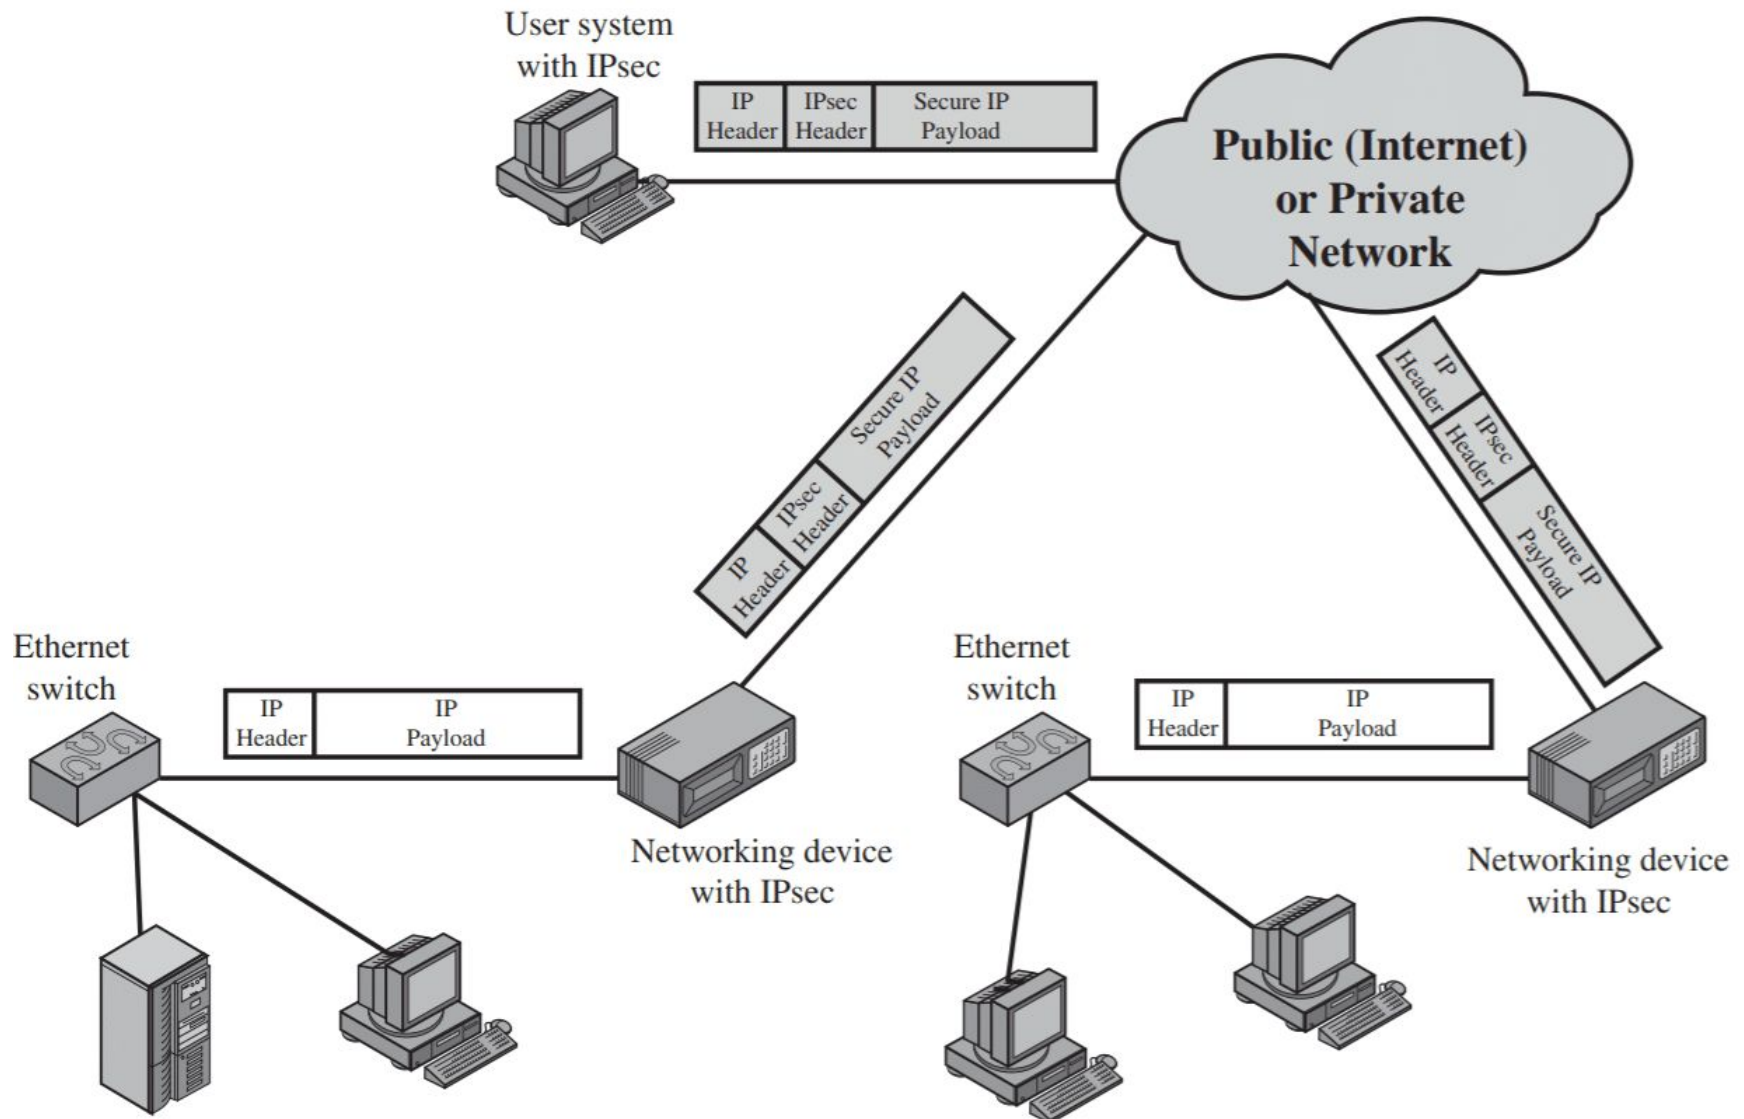 User system
with IPsec
IP
Header
IPsec
Header
Secure IP
Payload
Public (Internet)
or Private
Network
Secure IP
Payload
IPsec
Header
IP
Header
IP
Header
IPsec
Header
Secure IP
Payload
Ethernet
switch
IP
Header
IP
Payload
Networking device
with IPsec
Ethernet
switch
IP
Header
IP
Payload
Networking device
with IPsec